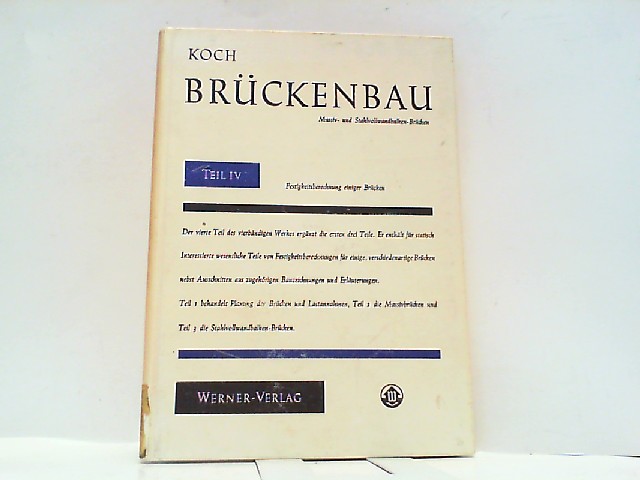 KOCH
BRÜCKENBAU
Massiv- und Stahlvollwandbalken-Brücken
TEIL IV
Festigkeitsberechnung einiger Brücken
Der vierte Teil des vierbändigen Werkes ergänzt die ersten drei Teile. Er enthält für statisch
Interessierte wesentliche Teile von Festigkeitsberechnungen für einige, verschiedenartige Brücken
nebst Ausschnitten aus zugehörigen Bauzeichnungen und Erläuterungen.
Teil 1 behandelt Planung der Brücken und Lastannahmen, Teil 2 die Massivbrücken und
Teil 3 die Stahlvollwandbalken-Brücken.
WERNER-VERLAG
W